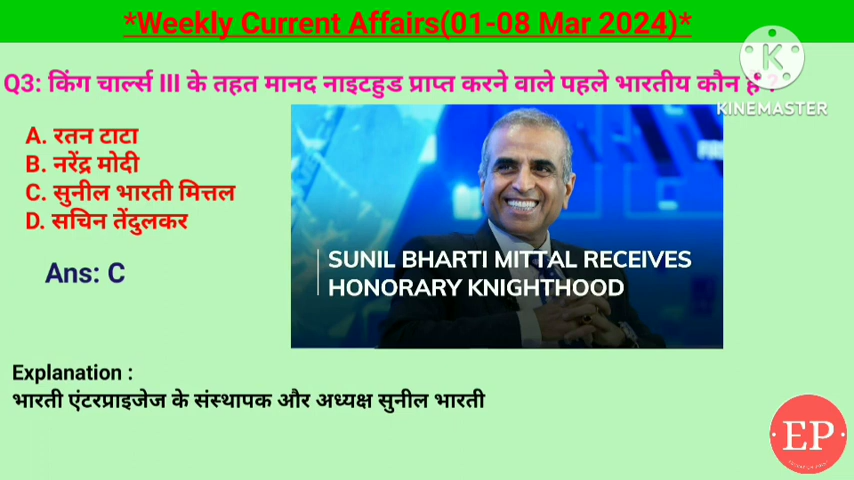 *Weekly Current Affairs(01-08 Mar 2024)*
Q3: किंग चार्ल्स III के तहत मानद नाइटहुड प्राप्त करने वाले पहले भारतीय कौन हैं ?
KINEMASTER
A. रतन टाटा
B. नरेंद्र मोदी
C. सुनील भारती मित्तल
D. सचिन तेंदुलकर
Ans: C
SUNIL BHARTI MITTAL RECEIVES
HONORARY KNIGHTHOOD
Explanation :
भारती एंटरप्राइजेज के संस्थापक और अध्यक्ष सुनील भारती
EP